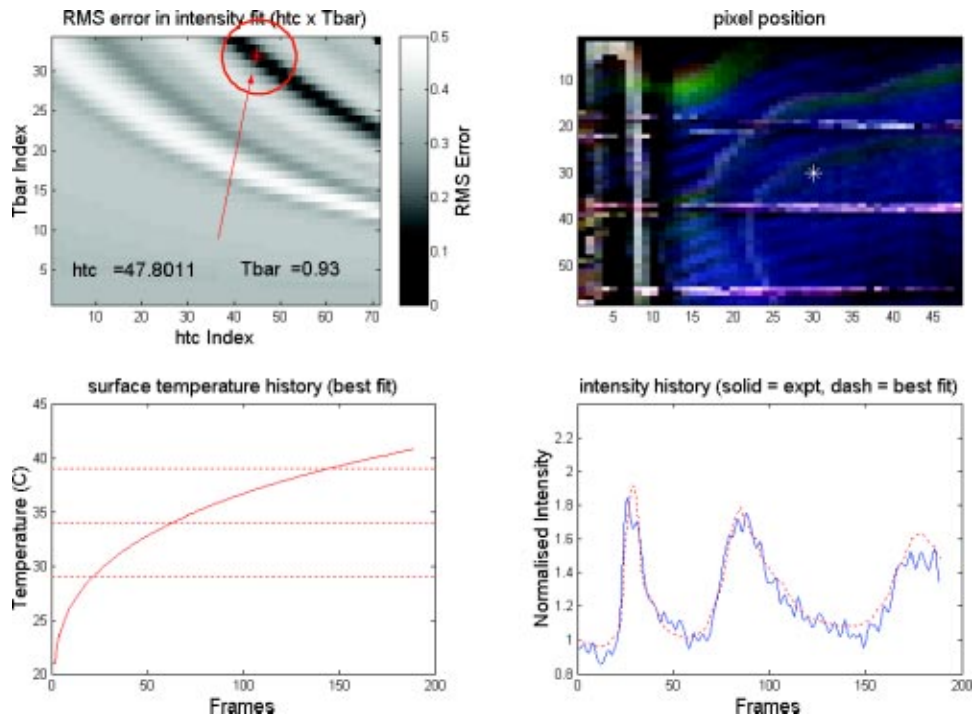 RMS error in intensity fit (htc x Tbar)
30
25
20
15
10
5
Tbar Index
htc =47.8011 Tbar =0.93
10 20 30 40 50 60 70
htc Index
0.5
0.4
0.3
0.2
0.1
0
RMS Error
pixel position
10
20
30
40
50
5 10 15 20 25 30 35 40 45
surface temperature history (best fit)
45
40
35
30
25
20
Temperature (C)
0 50 100 150 200
Frames
intensity history (solid = expt, dash = best fit)
2.2
2
1.8
1.6
1.4
1.2
1
0.8
Normalised Intensity
0 50 100 150 200
Frames